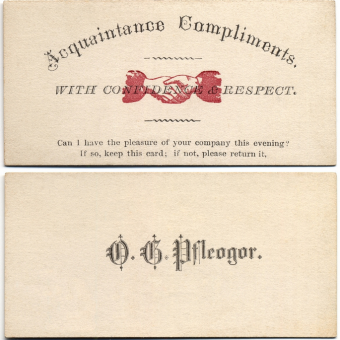 Acquaintance Compliments.
WITH CONFIDENCE & RESPECT.
Can I have the pleasure of your company this evening?
If so, keep this card; if not, please return it.
O. G. Pfleogor.